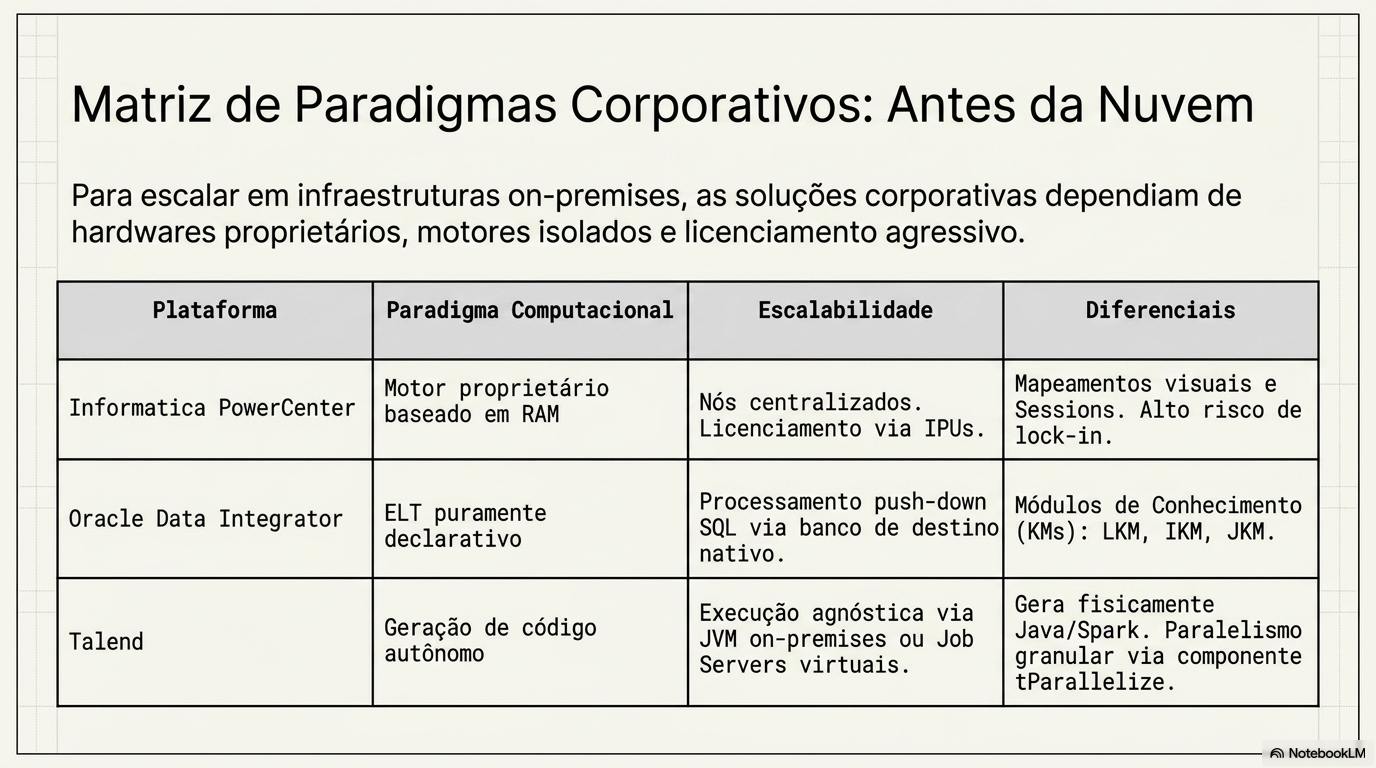 Matriz de Paradigmas Corporativos: Antes da Nuvem
Para escalar em infraestruturas on-premises, as soluções corporativas dependiam de
hardwares proprietários, motores isolados e licenciamento agressivo.
Plataforma
Paradigma Computacional
Escalabilidade
Diferenciais
Informatica PowerCenter
Motor proprietário
baseado em RAM
Nós centralizados.
Licenciamento via IPUs.
Mapeamentos visuais e
Sessions. Alto risco de
lock-in.
Oracle Data Integrator
ELT puramente
declarativo
Processamento push-down
SQL via banco de destino
nativo.
Módulos de Conhecimento
(KMs): LKM, IKM, JKM.
Talend
Geração de código
autônomo
Execução agnóstica via
JVM on-premises ou Job
Servers virtuais.
Gera fisicamente
Java/Spark. Paralelismo
granular via componente
tParallelize.
NotebookLM